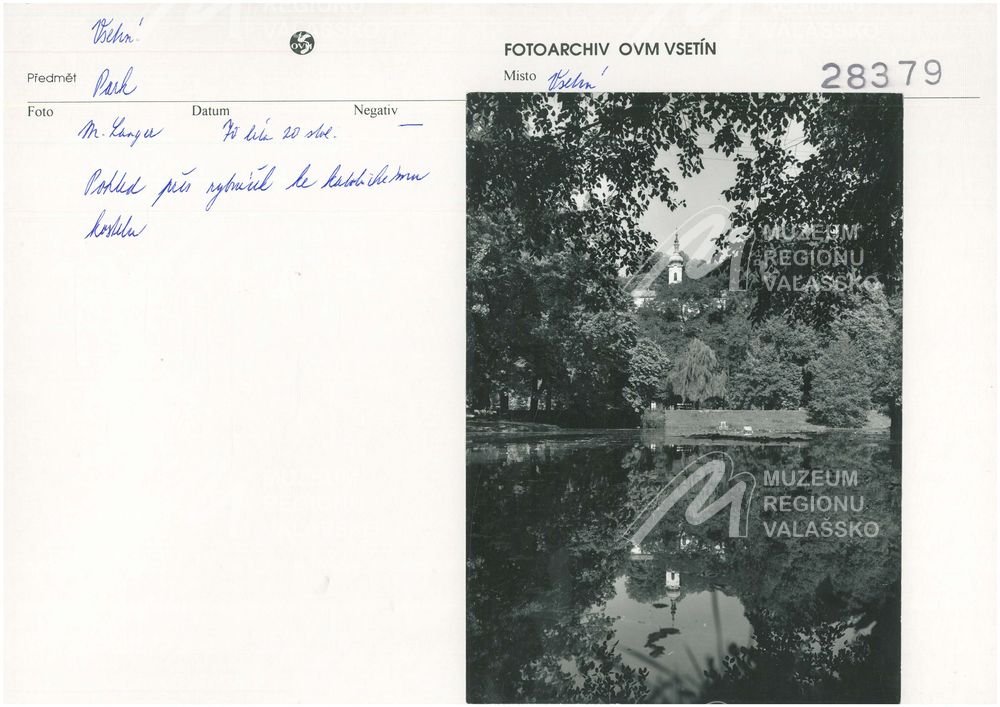 Vsetín
OVM
FOTOARCHIV OVM VSETÍN
Předmět Park
Místo Vsetín
28379
Foto Datum Negativ —
M. Langer 70 léta 20 stol.
Pohled přes rybníček ke katolickému
kostelu
MUZEUM
REGIONU
VALAŠSKO
MUZEUM
REGIONU
VALAŠSKO